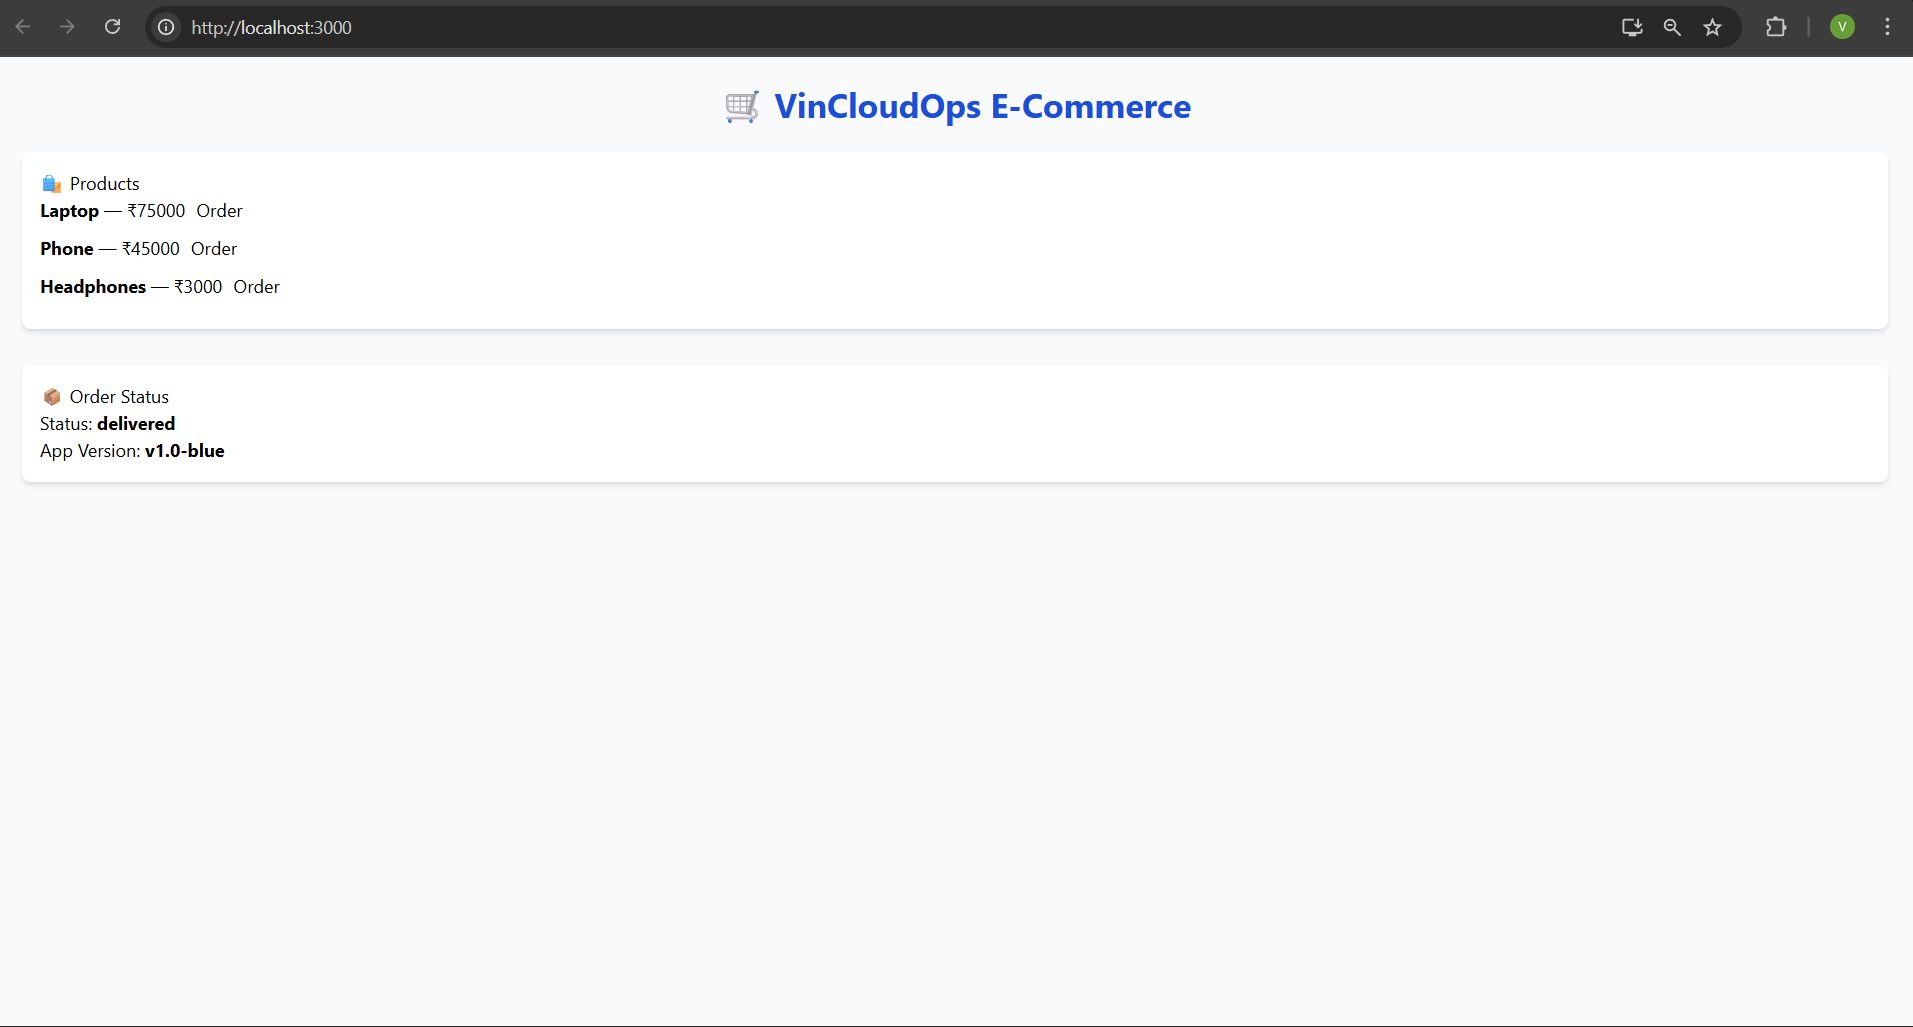 http://localhost:3000
V
VinCloudOps E-Commerce
Products
Laptop — ₹75000 Order
Phone — ₹45000 Order
Headphones — ₹3000 Order
Order Status
Status: delivered
App Version: v1.0-blue